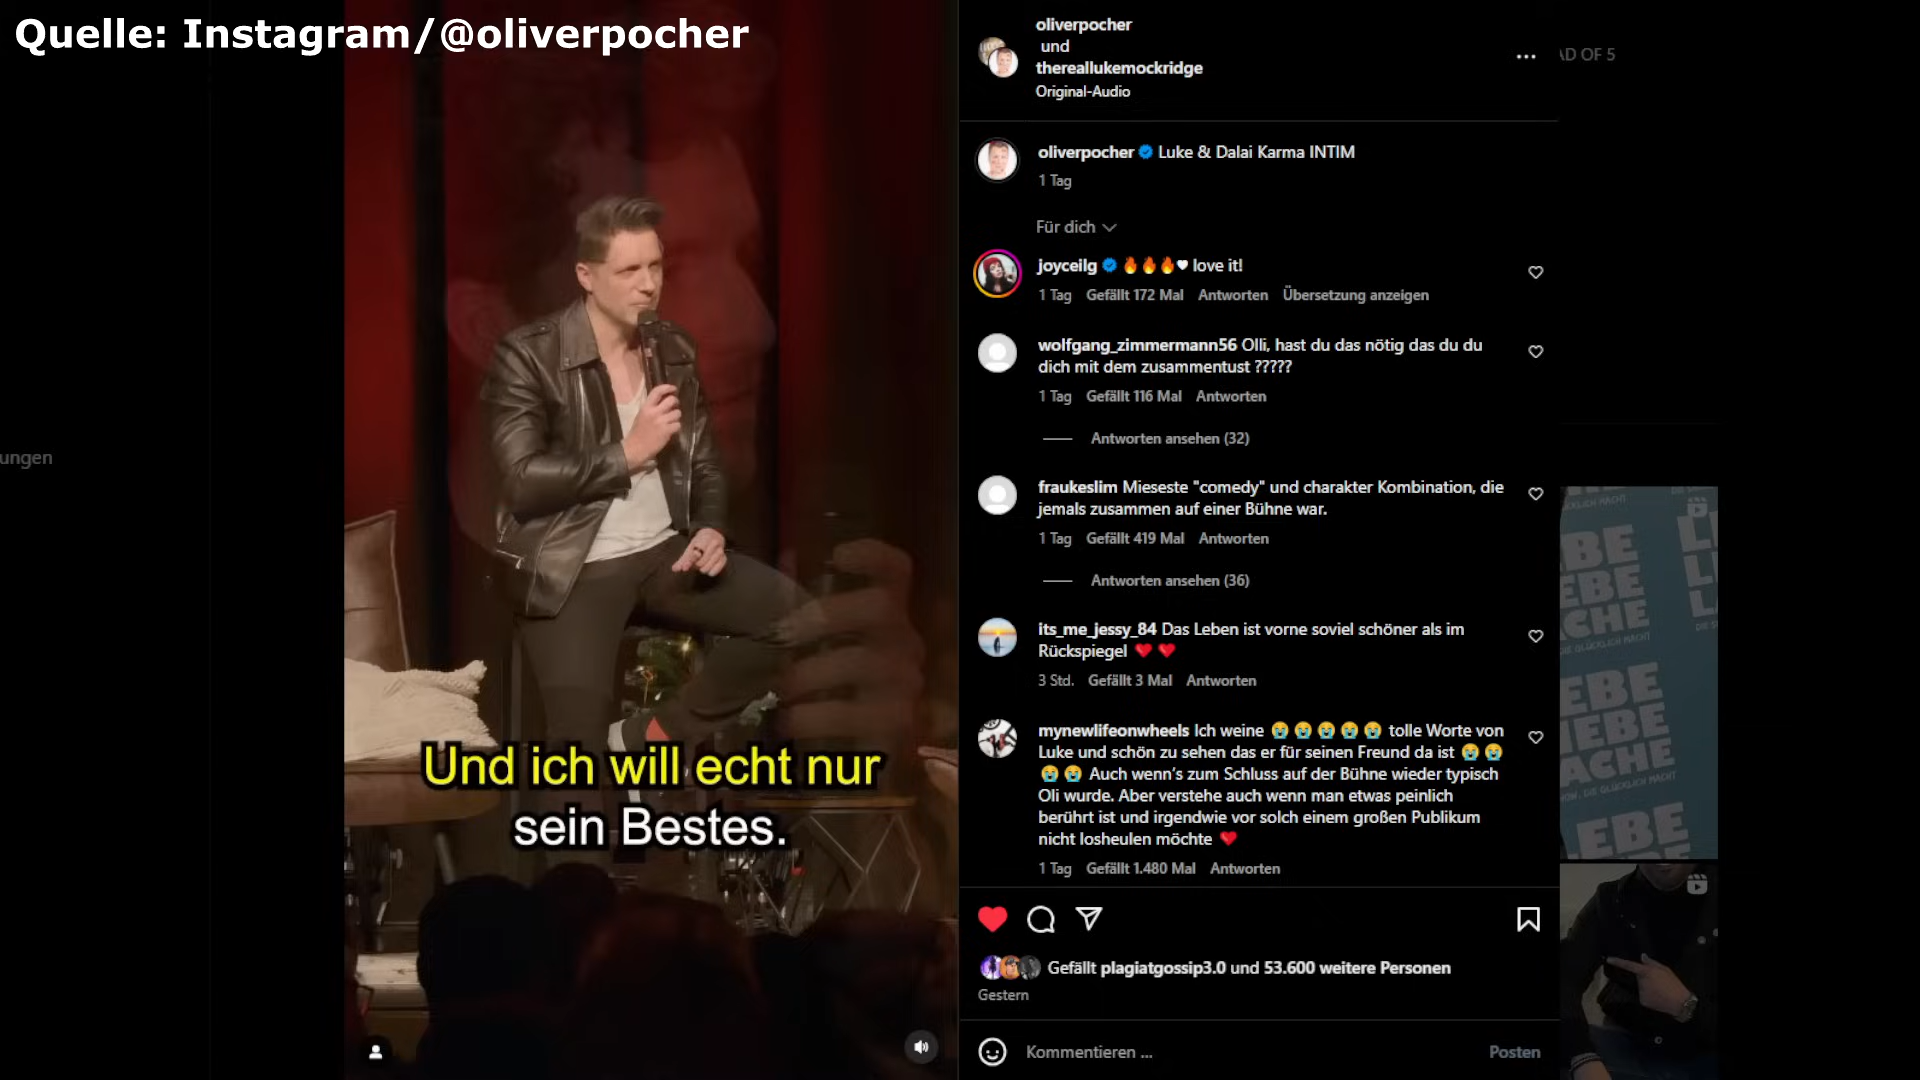 Quelle: Instagram/@oliverpocher
oliverpocher
und
thereallukemockridge
Original-Audio
AD OF 5
oliverpocher Luke & Dalai Karma INTIM
1 Tag
Für dich
joyceilg 🔥🔥🔥🤍 love it!
1 Tag Gefällt 172 Mal Antworten Übersetzung anzeigen
wolfgang_zimmermann56 Olli, hast du das nötig das du du
dich mit dem zusammentust ?????
1 Tag Gefällt 116 Mal Antworten
Antworten ansehen (32)
ungen
fraukeslim Mieseste "comedy" und charakter Kombination, die
jemals zusammen auf einer Bühne war.
1 Tag Gefällt 419 Mal Antworten
Antworten ansehen (36)
its_me_jessy_84 Das Leben ist vorne soviel schöner als im
Rückspiegel ❤️ ❤️
3 Std. Gefällt 3 Mal Antworten
mynewlifeonwheels Ich weine 😭😭😭😭😭 tolle Worte von
Luke und schön zu sehen das er für seinen Freund da ist 😭😭
😭😭 Auch wenn's zum Schluss auf der Bühne wieder typisch
Oli wurde. Aber verstehe auch wenn man etwas peinlich
berührt ist und irgendwie vor solch einem großen Publikum
nicht losheulen möchte ❤️
1 Tag Gefällt 1.480 Mal Antworten
Und ich will echt nur
sein Bestes.
Gefällt plagiatgossip3.0 und 53.600 weitere Personen
Gestern
Kommentieren ...
Posten